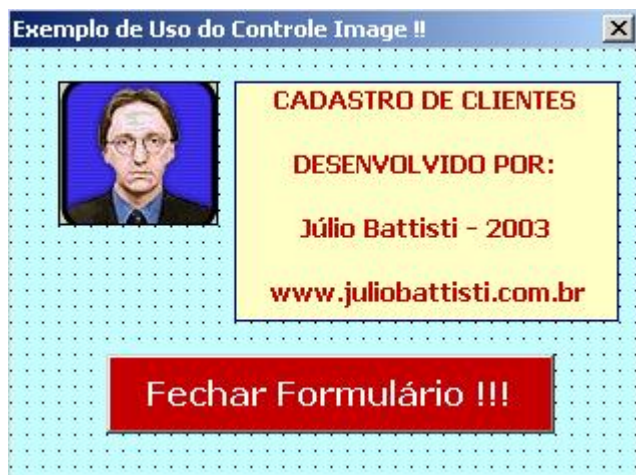 Exemplo de Uso do Controle Image !!
CADASTRO DE CLIENTES
DESENVOLVIDO POR:
Júlio Battisti - 2003
www.juliobattisti.com.br
Fechar Formulário !!!